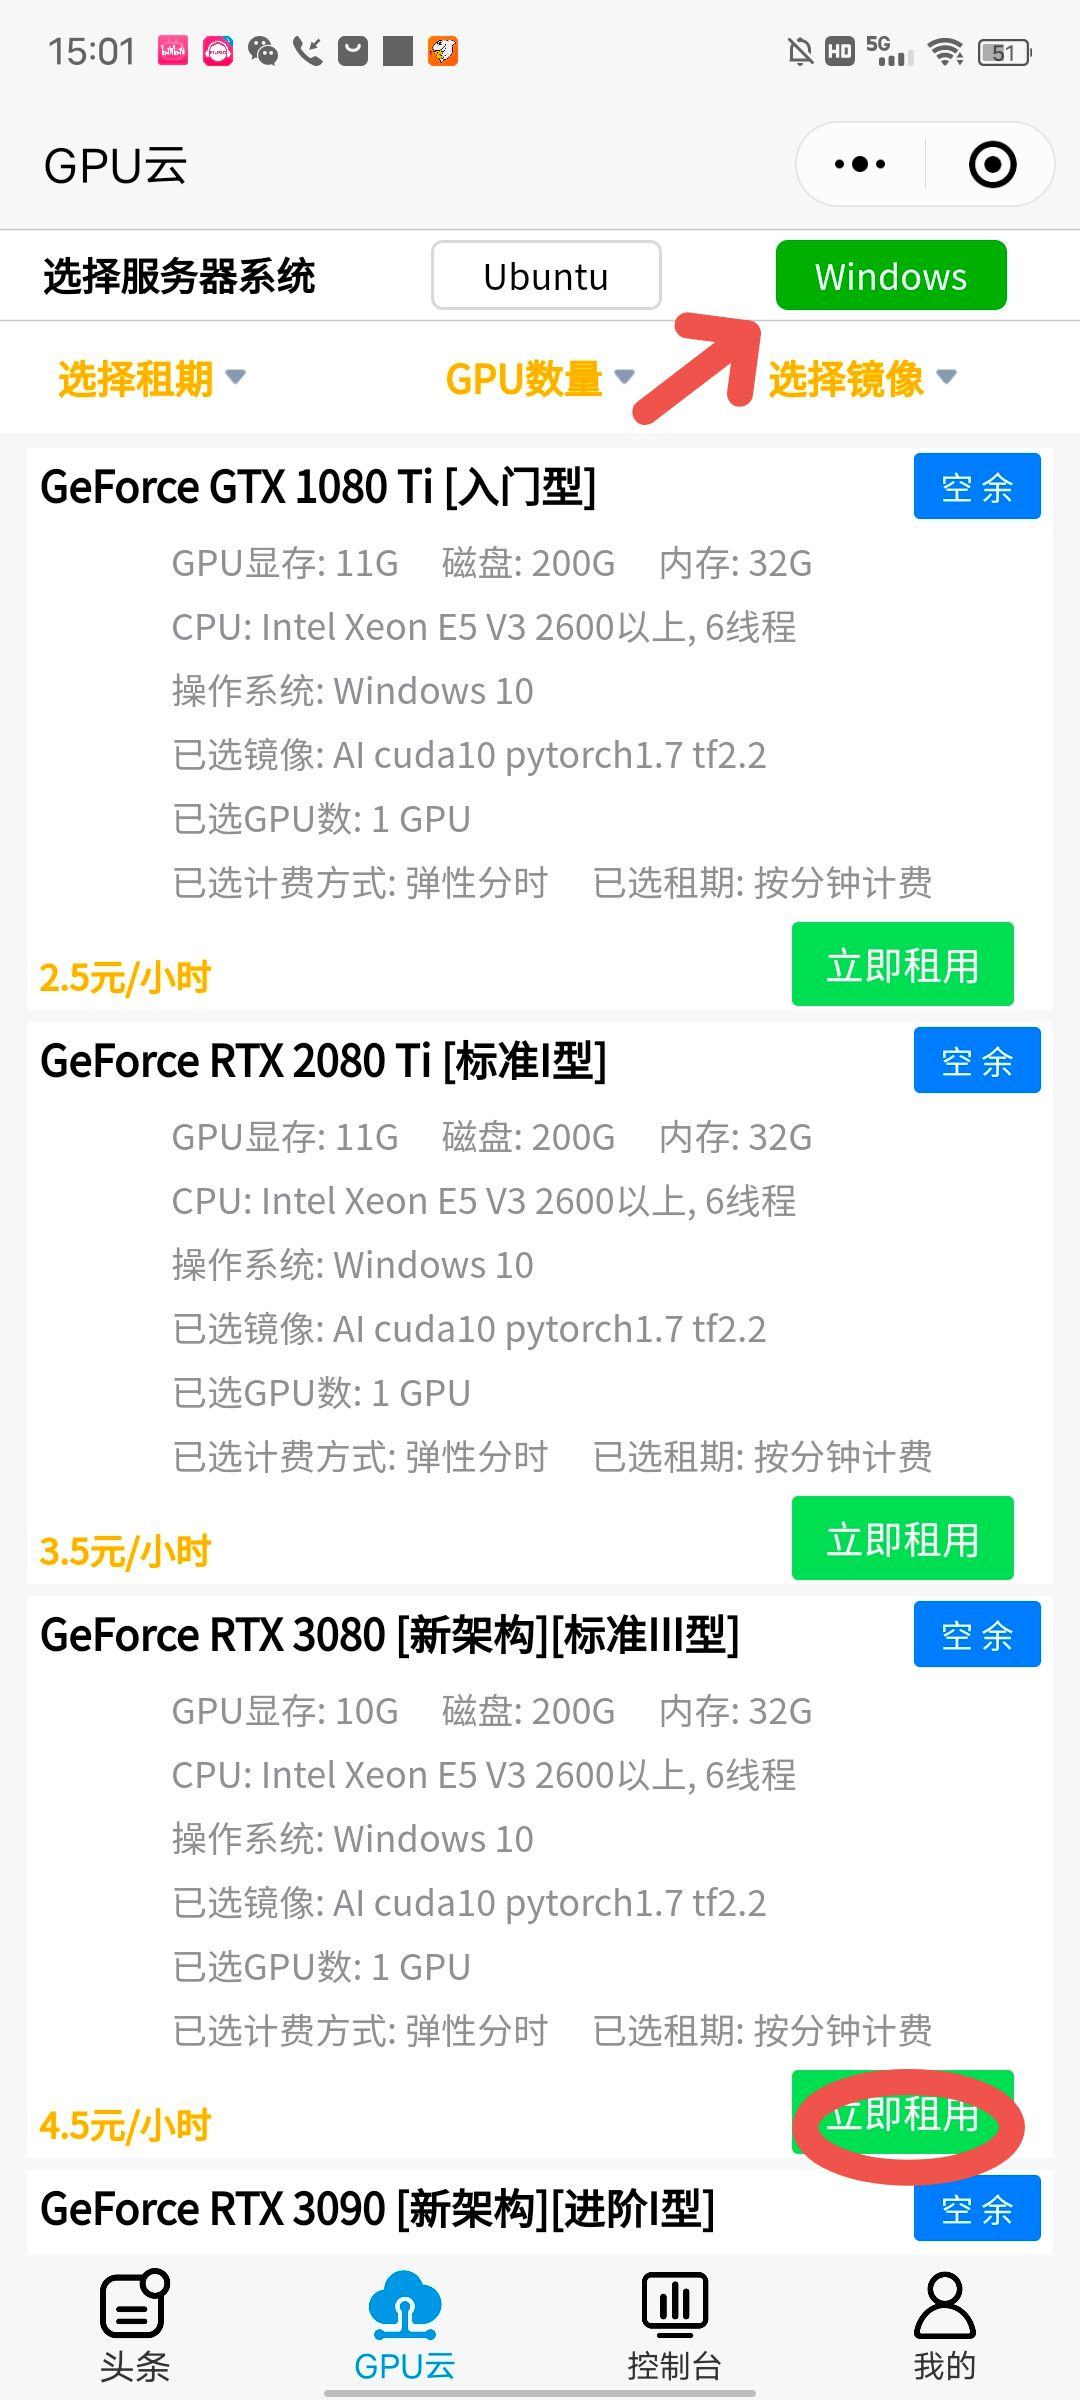 15:01 HD 5G 51
GPU云
选择服务器系统 Ubuntu Windows
选择租期 GPU数量 选择镜像
GeForce GTX 1080 Ti [入门型] 空 余
GPU显存: 11G 磁盘: 200G 内存: 32G
CPU: Intel Xeon E5 V3 2600以上, 6线程
操作系统: Windows 10
已选镜像: AI cuda10 pytorch1.7 tf2.2
已选GPU数: 1 GPU
已选计费方式: 弹性分时 已选租期: 按分钟计费
2.5元/小时 立即租用
GeForce RTX 2080 Ti [标准I型] 空 余
GPU显存: 11G 磁盘: 200G 内存: 32G
CPU: Intel Xeon E5 V3 2600以上, 6线程
操作系统: Windows 10
已选镜像: AI cuda10 pytorch1.7 tf2.2
已选GPU数: 1 GPU
已选计费方式: 弹性分时 已选租期: 按分钟计费
3.5元/小时 立即租用
GeForce RTX 3080 [新架构][标准III型] 空 余
GPU显存: 10G 磁盘: 200G 内存: 32G
CPU: Intel Xeon E5 V3 2600以上, 6线程
操作系统: Windows 10
已选镜像: AI cuda10 pytorch1.7 tf2.2
已选GPU数: 1 GPU
已选计费方式: 弹性分时 已选租期: 按分钟计费
4.5元/小时 立即租用
GeForce RTX 3090 [新架构][进阶I型] 空 余
头条 GPU云 控制台 我的